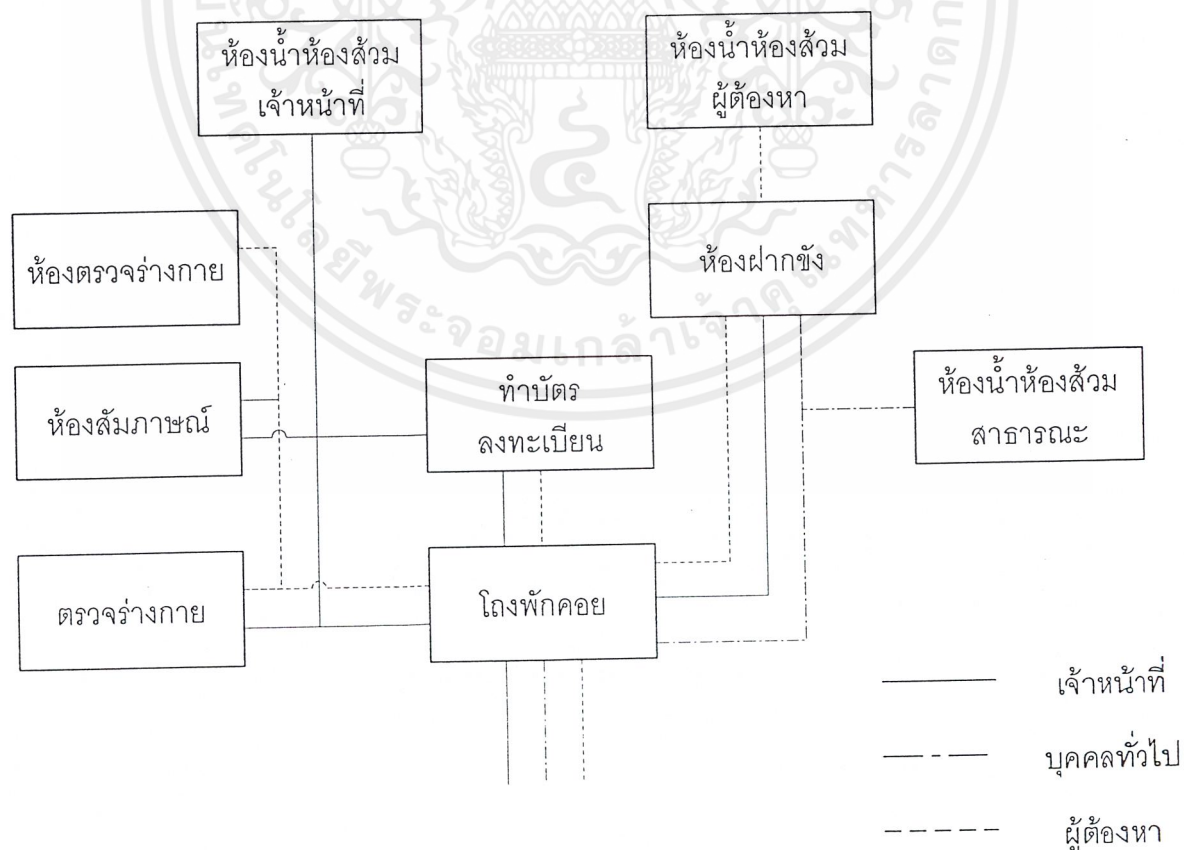 ห้องน้ำห้องส้วม
เจ้าหน้าที่
ห้องน้ำห้องส้วม
ผู้ต้องหา
ห้องตรวจร่างกาย
ห้องฝากขัง
ห้องสัมภาษณ์
ทำบัตร
ลงทะเบียน
ห้องน้ำห้องส้วม
สาธารณะ
ตรวจร่างกาย
โถงพักคอย
เจ้าหน้าที่
บุคคลทั่วไป
ผู้ต้องหา